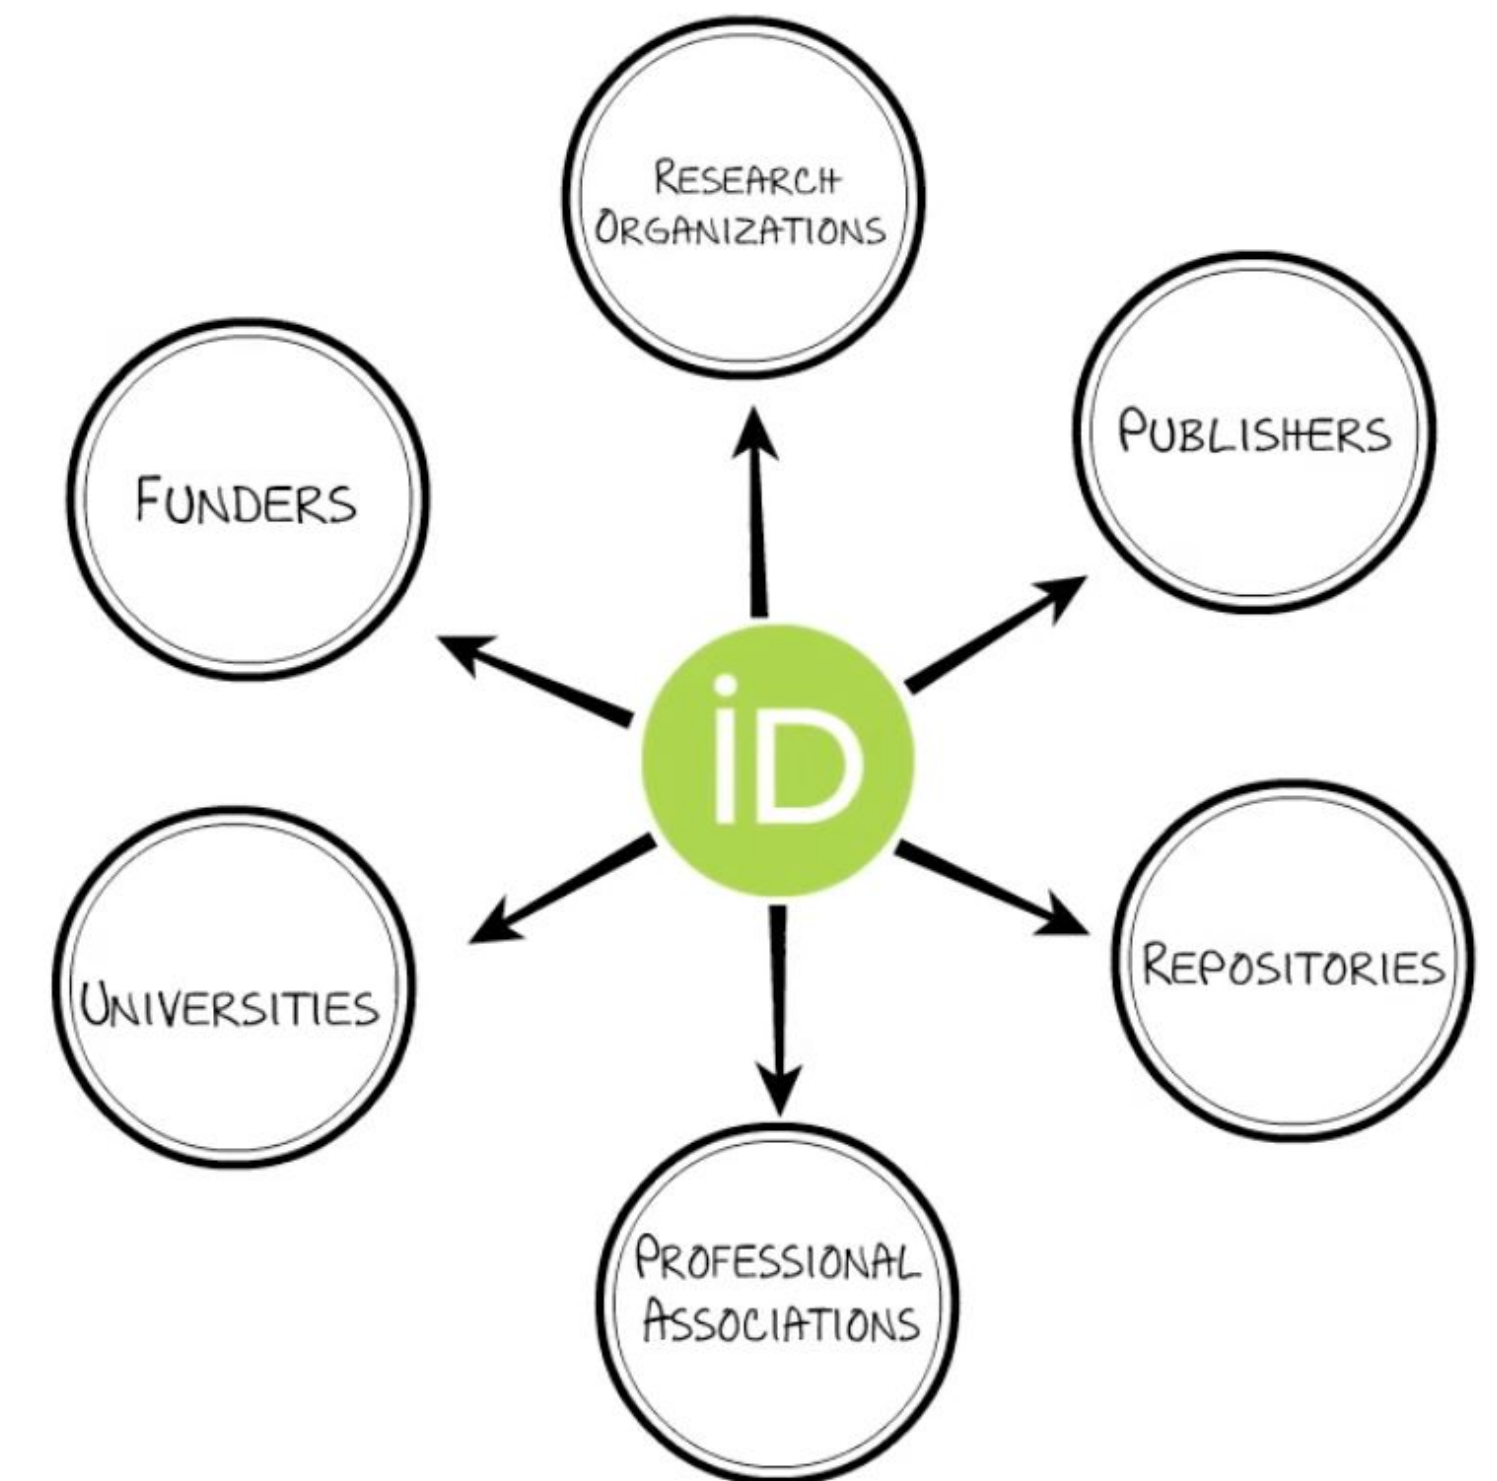 RESEARCH
ORGANIZATIONS
PUBLISHERS
FUNDERS
iD
REPOSITORIES
UNIVERSITIES
PROFESSIONAL
ASSOCIATIONS